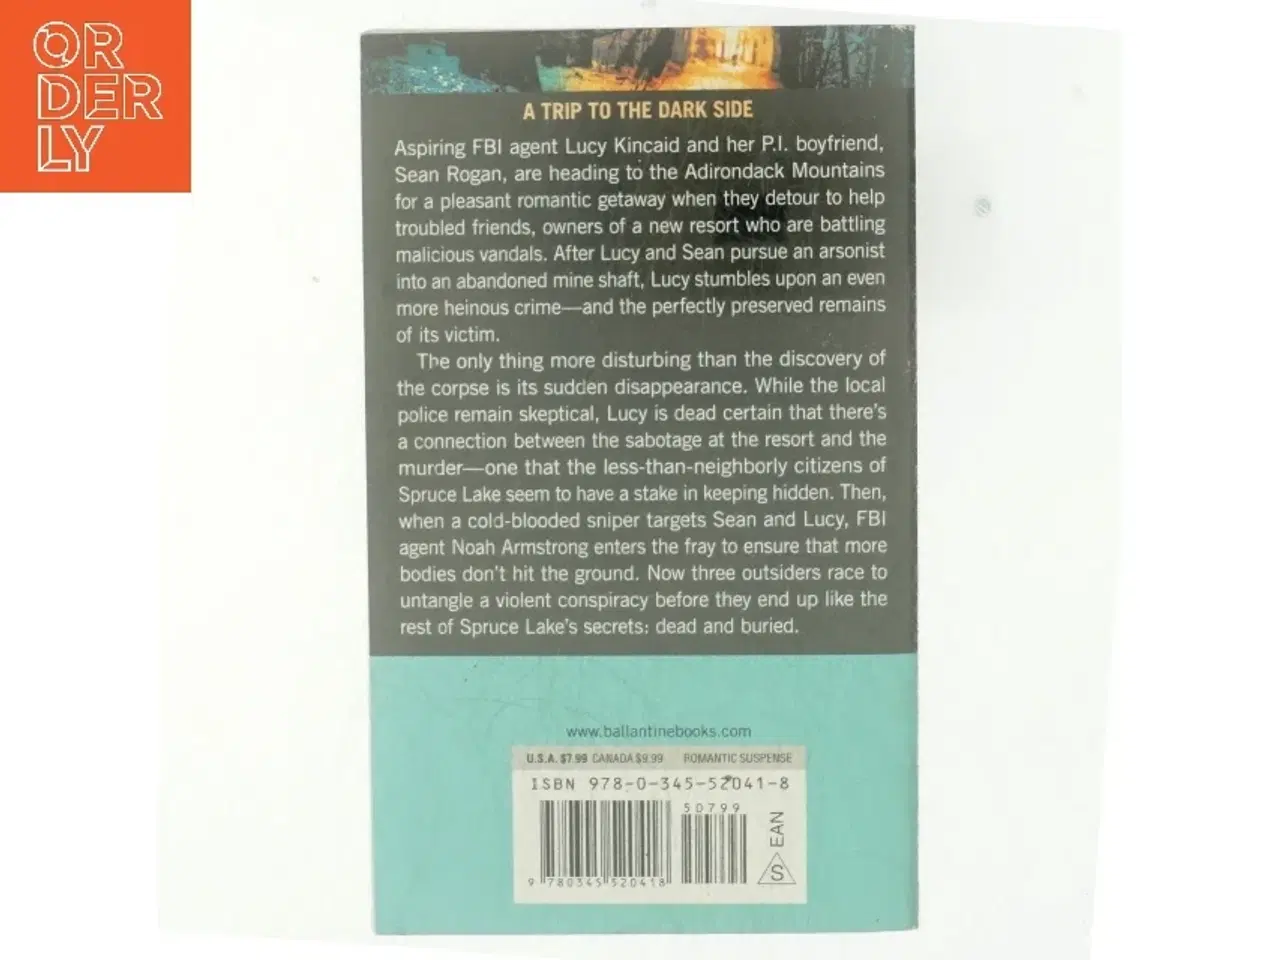 OR
DER
LY
A TRIP TO THE DARK SIDE
Aspiring FBI agent Lucy Kincaid and her P.I. boyfriend,
Sean Rogan, are heading to the Adirondack Mountains
for a pleasant romantic getaway when they detour to help
troubled friends, owners of a new resort who are battling
malicious vandals. After Lucy and Sean pursue an arsonist
into an abandoned mine shaft, Lucy stumbles upon an even
more heinous crime—and the perfectly preserved remains
of its victim.
The only thing more disturbing than the discovery of
the corpse is its sudden disappearance. While the local
police remain skeptical, Lucy is dead certain that there's
a connection between the sabotage at the resort and the
murder—one that the less-than-neighborly citizens of
Spruce Lake seem to have a stake in keeping hidden. Then,
when a cold-blooded sniper targets Sean and Lucy, FBI
agent Noah Armstrong enters the fray to ensure that more
bodies don't hit the ground. Now three outsiders race to
untangle a violent conspiracy before they end up like the
rest of Spruce Lake's secrets: dead and buried.
www.ballantinebooks.com
U.S.A. $7.99 CANADA $9.99 ROMANTIC SUSPENSE
ISBN 978-0-345-52041-8
50799
9 780345 520418
S EAN